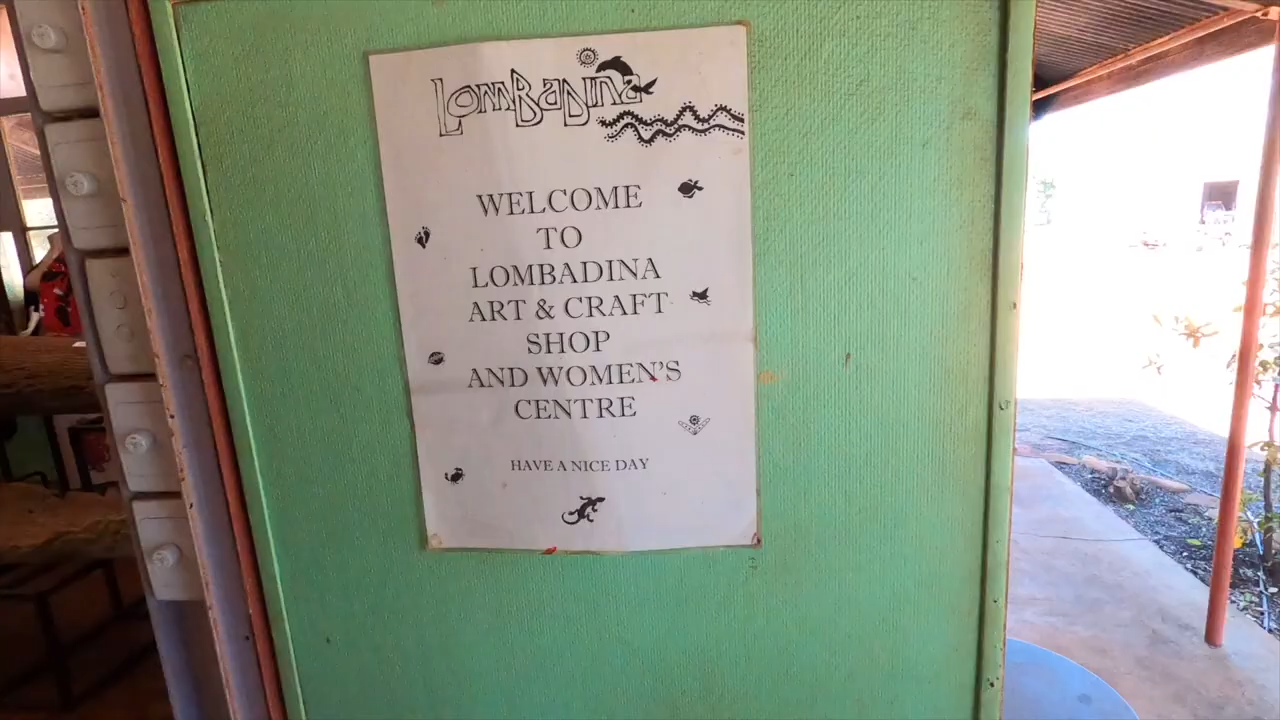 LomBaDina
WELCOME
TO
LOMBADINA
ART & CRAFT
SHOP
AND WOMEN'S
CENTRE
HAVE A NICE DAY